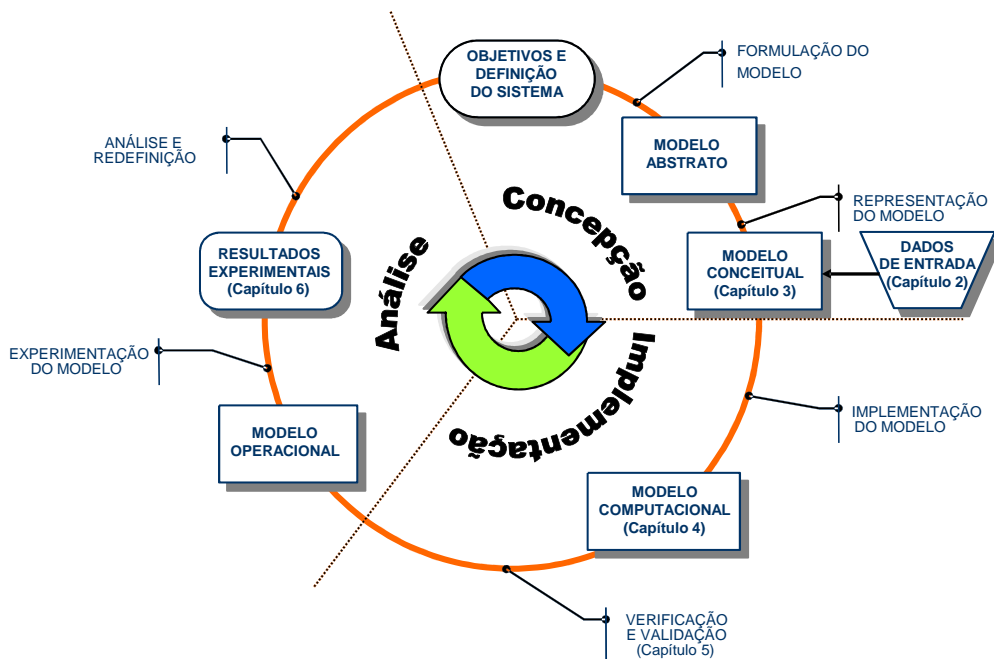 OBJETIVOS E
DEFINIÇÃO
DO SISTEMA
FORMULAÇÃO DO
MODELO
MODELO
ABSTRATO
REPRESENTAÇÃO
DO MODELO
MODELO
CONCEITUAL
(Capítulo 3)
DADOS
DE ENTRADA
(Capítulo 2)
IMPLEMENTAÇÃO
DO MODELO
MODELO
COMPUTACIONAL
(Capítulo 4)
VERIFICAÇÃO
E VALIDAÇÃO
(Capítulo 5)
MODELO
OPERACIONAL
EXPERIMENTAÇÃO
DO MODELO
RESULTADOS
EXPERIMENTAIS
(Capítulo 6)
ANÁLISE E
REDEFINIÇÃO
Concepção
Implementação
Análise